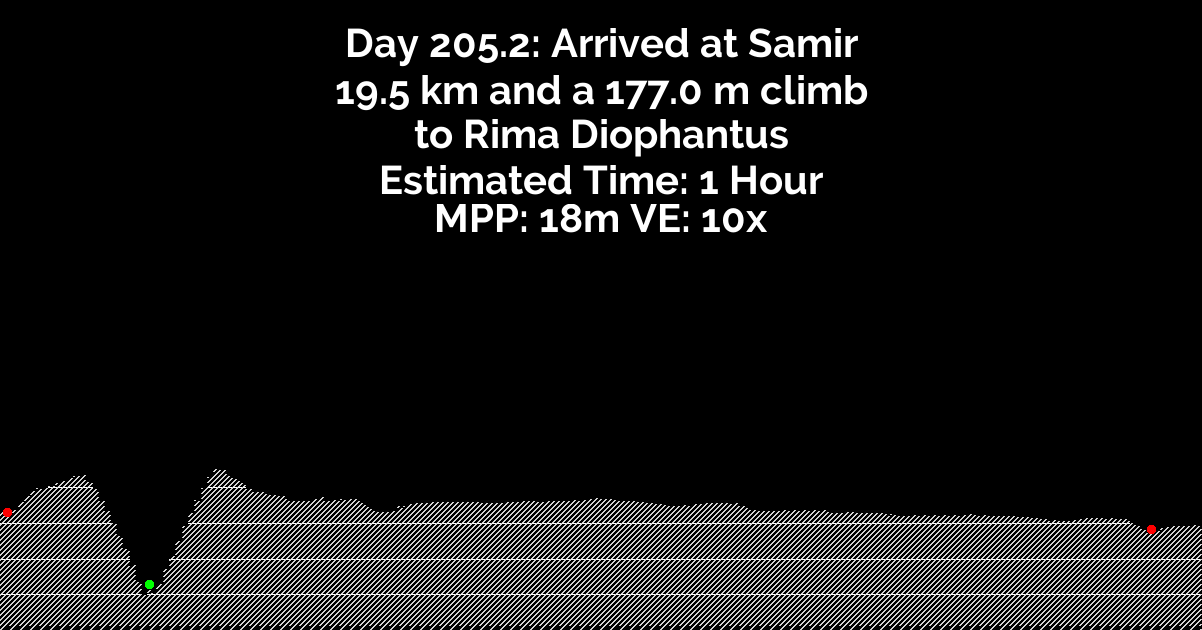 Day 205.2: Arrived at Samir
19.5 km and a 177.0 m climb
to Rima Diophantus
Estimated Time: 1 Hour
MPP: 18m VE: 10x